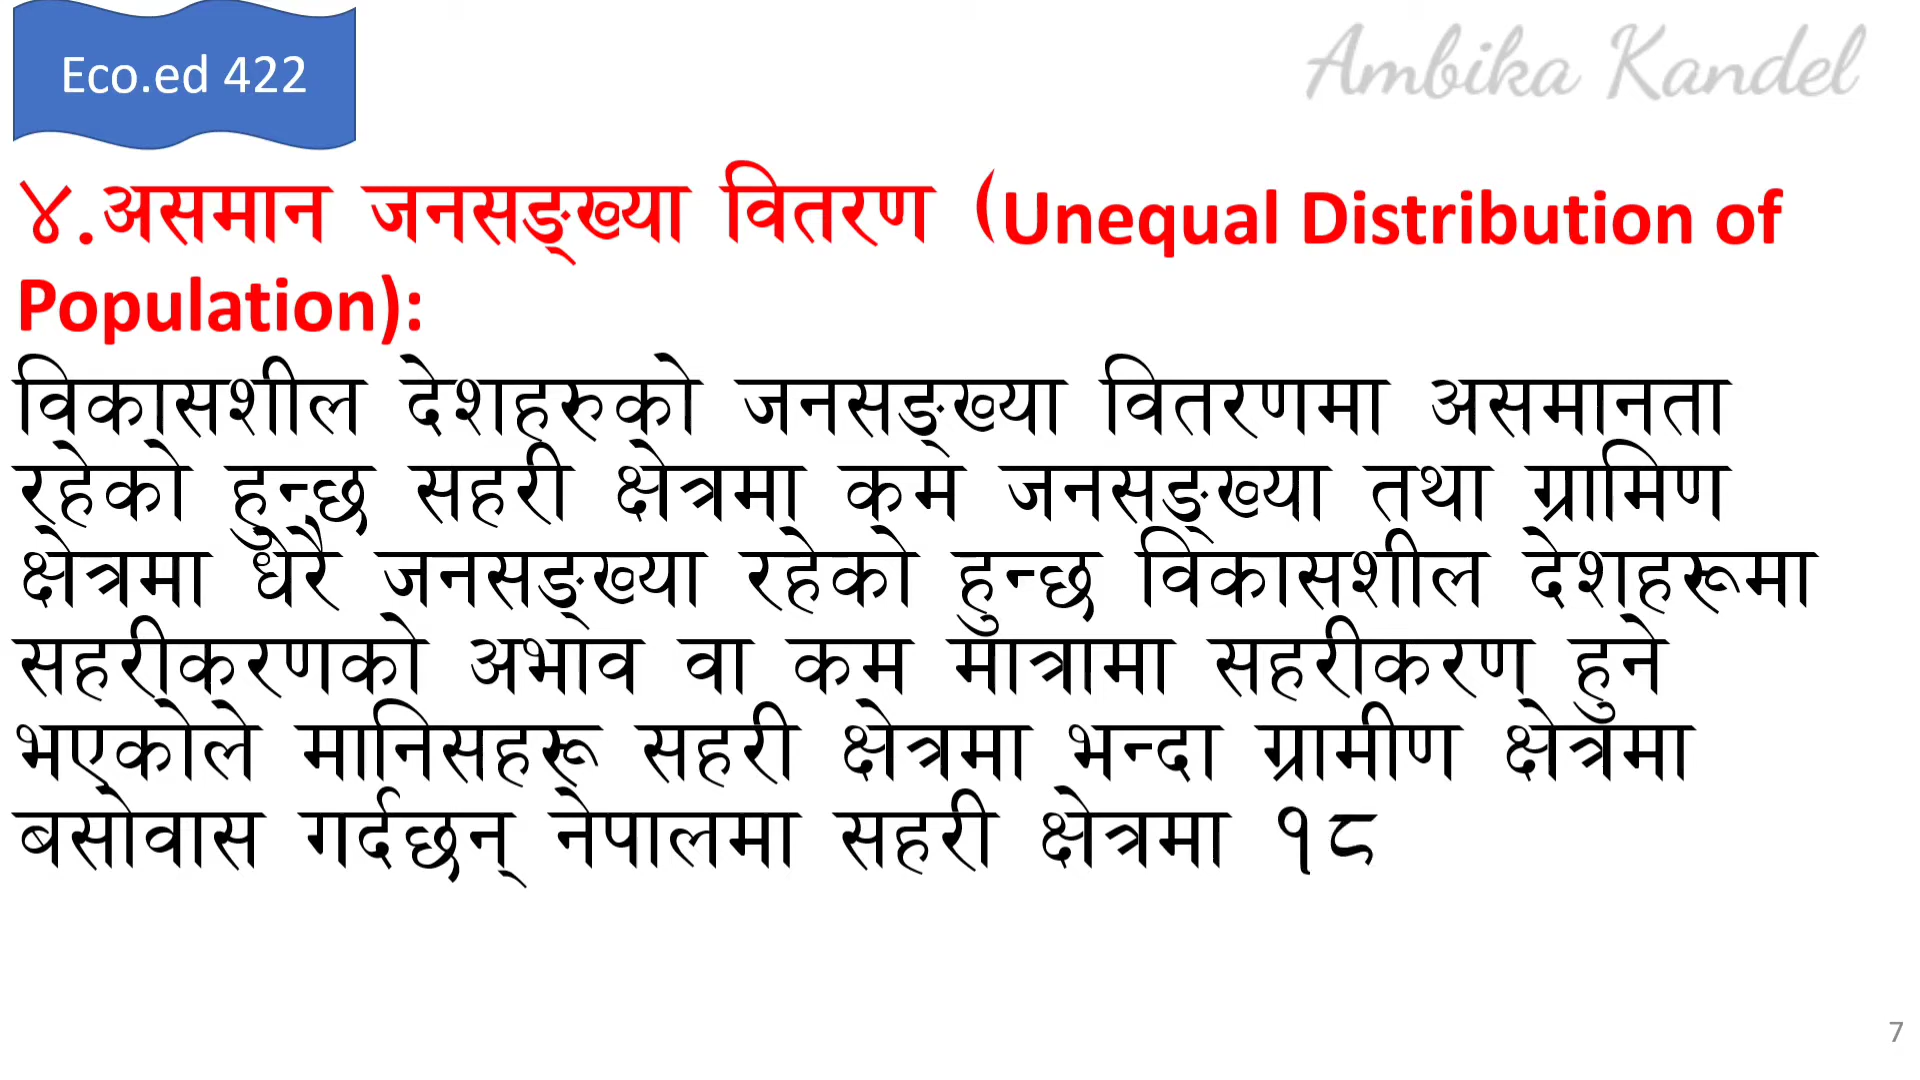 Eco.ed 422
Ambika Kandel
४.असमान जनसङ्ख्या वितरण (Unequal Distribution of
Population):
विकासशील देशहरुको जनसङ्ख्या वितरणमा असमानता
रहेको हुन्छ सहरी क्षेत्रमा कम जनसङ्ख्या तथा ग्रामिण
क्षेत्रमा धेरै जनसङ्ख्या रहेको हुन्छ विकासशील देशहरूमा
सहरीकरणको अभाव वा कम मात्रामा सहरीकरण हुने
भएकोले मानिसहरू सहरी क्षेत्रमा भन्दा ग्रामीण क्षेत्रमा
बसोवास गर्दछन् नेपालमा सहरी क्षेत्रमा १८
7